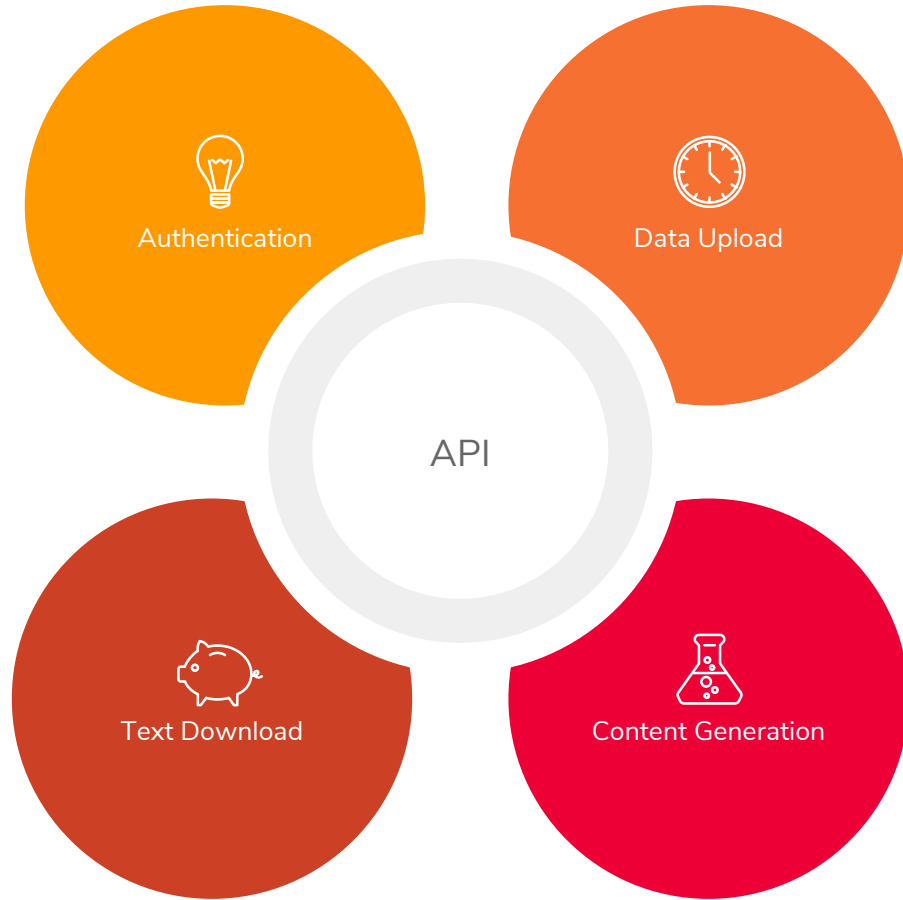 Authentication
Data Upload
API
Text Download
Content Generation